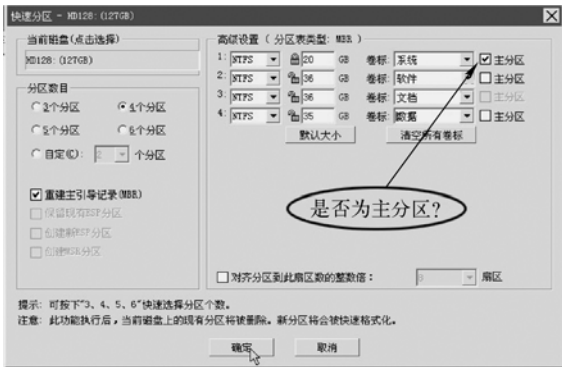 快速分区 - HD128:(127GB)
当前磁盘(点击选择)
HD128:(127GB)
分区数目
3个分区 4个分区
5个分区 6个分区
自定(C): 2 个分区
重建主引导记录(MBR)
保留现有ESP分区
创建新ESP分区
创建MSR分区
高级设置 ( 分区表类型: MBR )
1: NTFS 20 GB 卷标: 系统 主分区
2: NTFS 36 GB 卷标: 软件 主分区
3: NTFS 36 GB 卷标: 文档 主分区
4: NTFS 35 GB 卷标: 数据 主分区
默认大小 清空所有卷标
是否为主分区?
对齐分区到此扇区数的整数倍: 8 扇区
提示: 可按下"3、4、5、6"快速选择分区个数。
注意: 此功能执行后,当前磁盘上的现有分区将被删除。新分区将会被快速格式化。
确定 取消